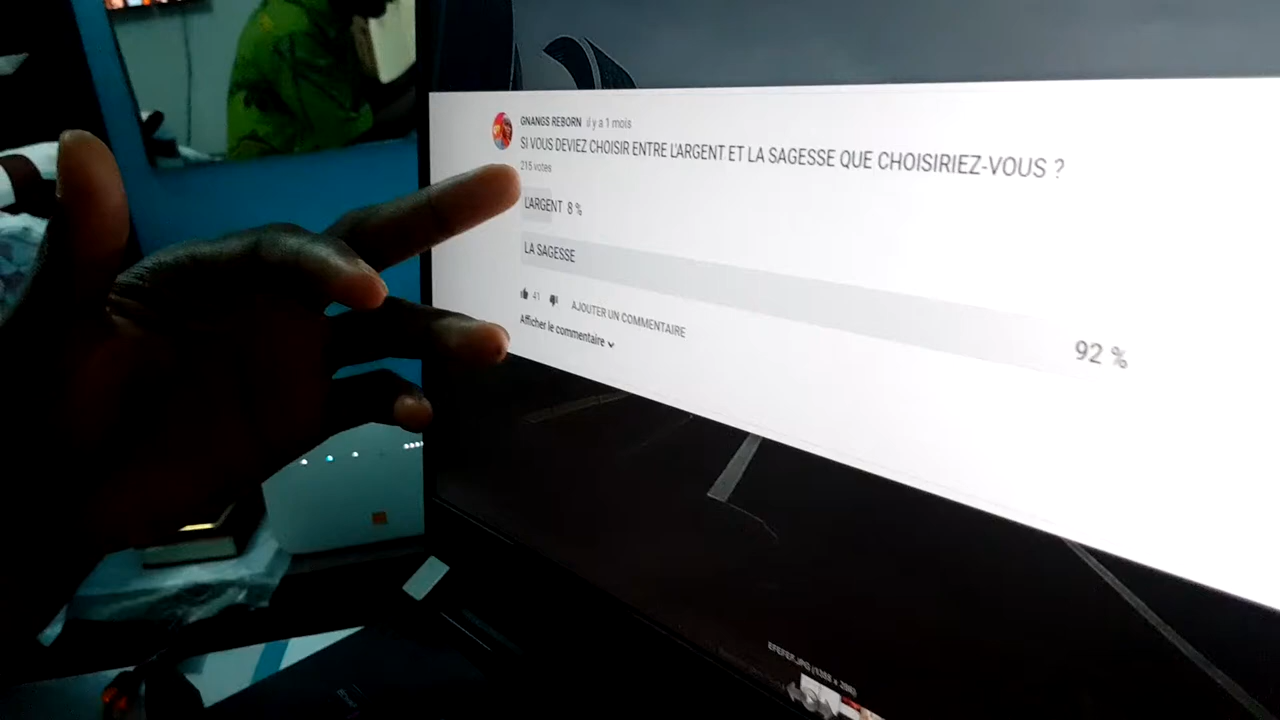 GNANGS REBORN il y a 1 mois
SI VOUS DEVIEZ CHOISIR ENTRE L'ARGENT ET LA SAGESSE QUE CHOISIRIEZ-VOUS ?
215 votes
L'ARGENT 8 %
LA SAGESSE
92 %
41 AJOUTER UN COMMENTAIRE
Afficher le commentaire